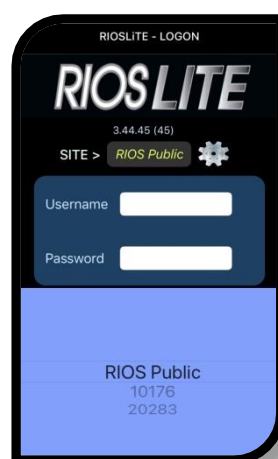 RIOSLiTE - LOGON
RIOS LITE
3.44.45 (45)
SITE > RIOS Public
Username
Password
RIOS Public
10176
20283